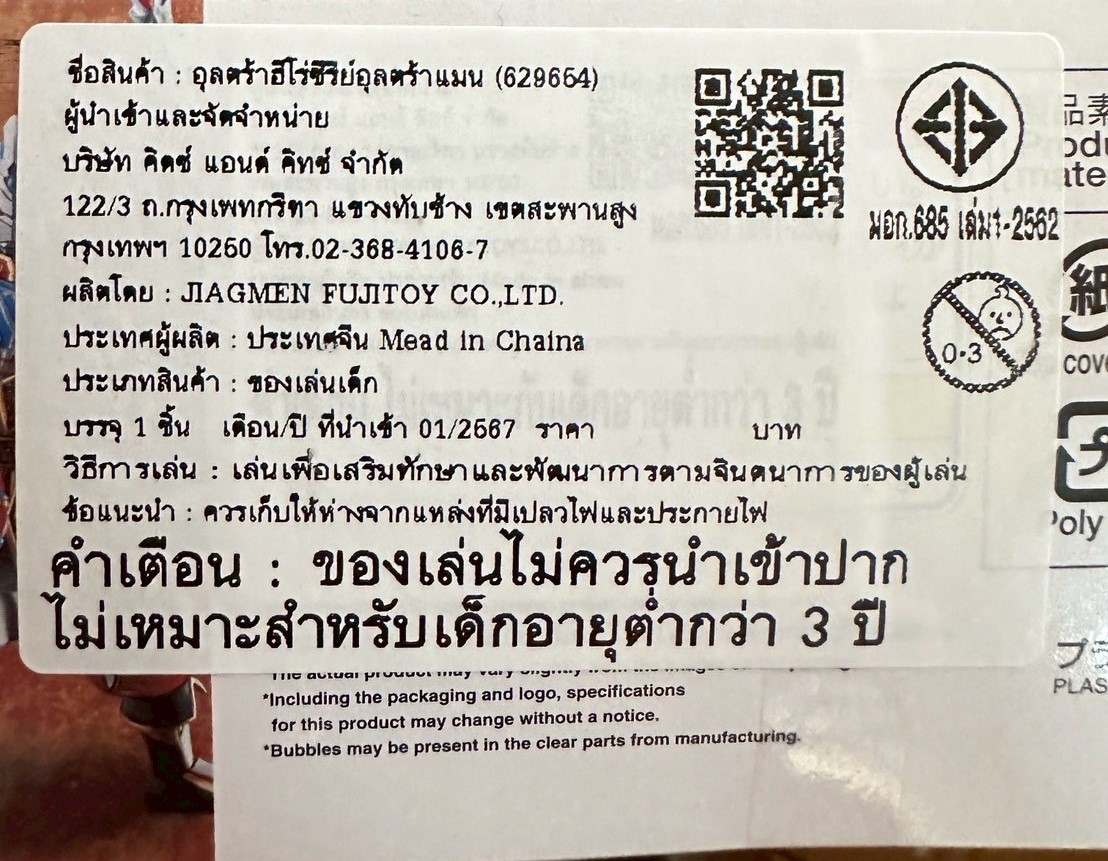 ชื่อสินค้า : อุลตร้าฮีโร่ซีรีย์อุลตร้าแมน (629664)
ผู้นำเข้าและจัดจำหน่าย
บริษัท คิดซ์ แอนด์ คิทซ์ จำกัด
122/3 ถ.กรุงเพทกรีฑา แขวงทับช้าง เขตสะพานสูง
กรุงเทพฯ 10250 โทร.02-368-4106-7
ผลิตโดย : JIAGMEN FUJITOY CO.,LTD.
ประเทศผู้ผลิต : ประเทศจีน Mead in Chaina
ประเภทสินค้า : ของเล่นเด็ก
บรรจุ 1 ชิ้น เดือน/ปี ที่นำเข้า 01/2567 ราคา บาท
วิธีการเล่น : เล่นเพื่อเสริมทักษาและพัฒนาการตามจินตนาการของผู้เล่น
ข้อแนะนำ : ควรเก็บให้ห่างจากแหล่งที่มีเปลวไฟและประกายไฟ
คำเตือน : ของเล่นไม่ควรนำเข้าปาก
ไม่เหมาะสำหรับเด็กอายุต่ำกว่า 3 ปี
มอก.685 เล่ม1-2562
0-3
品素
紙
Poly
プラ
PLAS
The actual product may vary slightly from the images
*Including the packaging and logo, specifications
for this product may change without a notice.
*Bubbles may be present in the clear parts from manufacturing.